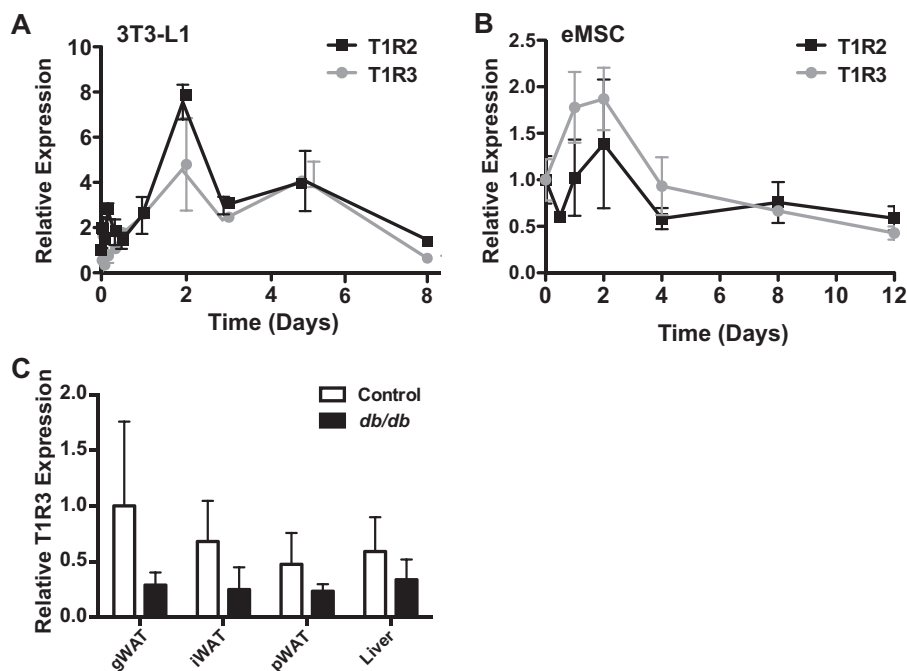 A
3T3-L1
T1R2
T1R3
Relative Expression
10
8
6
4
2
0
0 2 4 6 8
Time (Days)
B
eMSC
T1R2
T1R3
Relative Expression
2.5
2.0
1.5
1.0
0.5
0.0
0 2 4 6 8 10 12
Time (Days)
C
Control
db/db
Relative T1R3 Expression
2.0
1.5
1.0
0.5
0.0
gWAT iWAT pWAT Liver